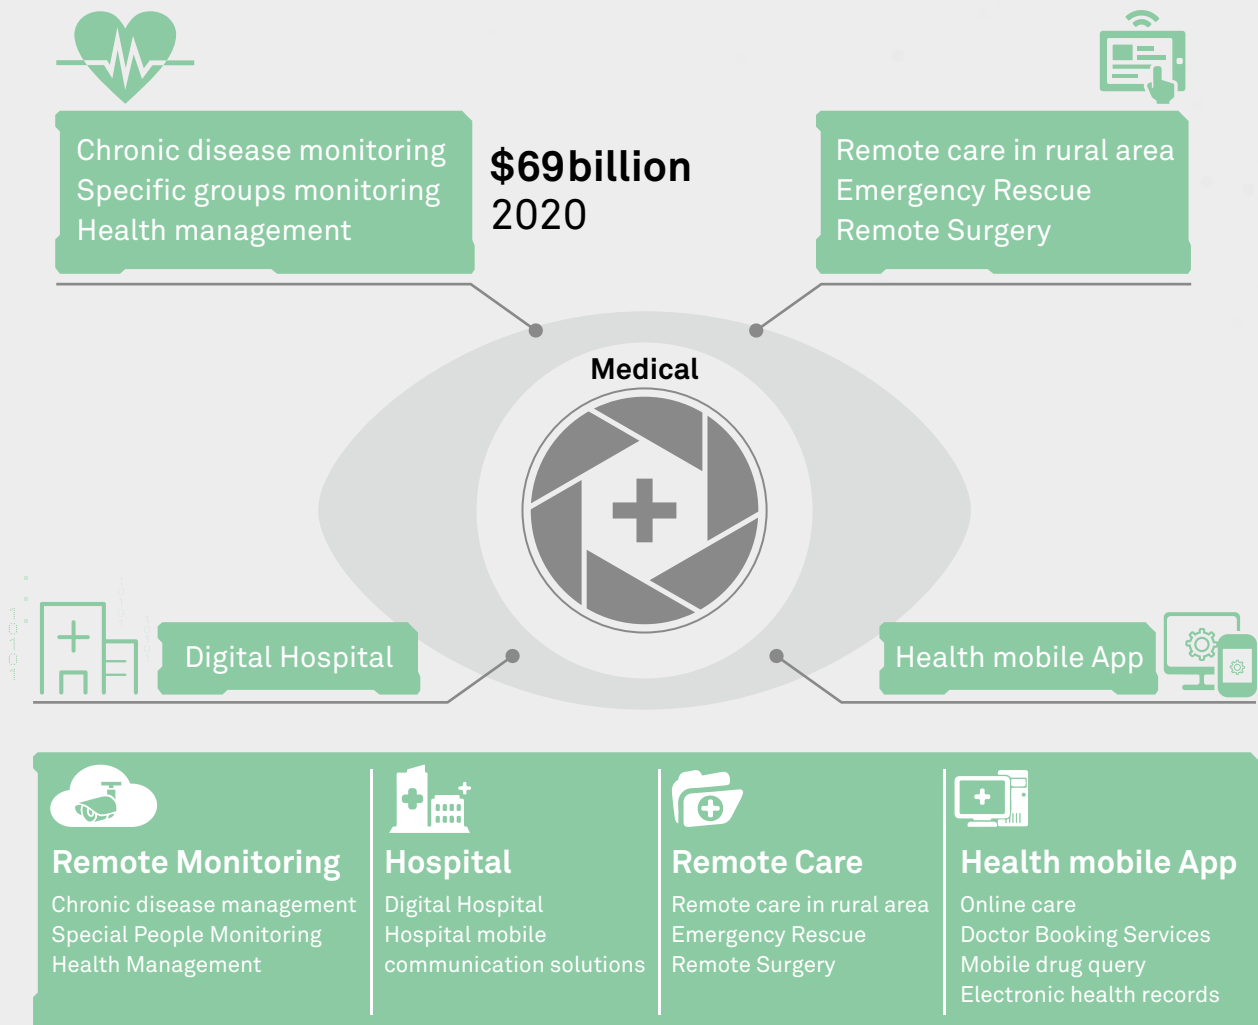 Chronic disease monitoring
Specific groups monitoring
Health management
$69billion
2020
Remote care in rural area
Emergency Rescue
Remote Surgery
Medical
Digital Hospital
Health mobile App
Remote Monitoring
Chronic disease management
Special People Monitoring
Health Management
Hospital
Digital Hospital
Hospital mobile
communication solutions
Remote Care
Remote care in rural area
Emergency Rescue
Remote Surgery
Health mobile App
Online care
Doctor Booking Services
Mobile drug query
Electronic health records